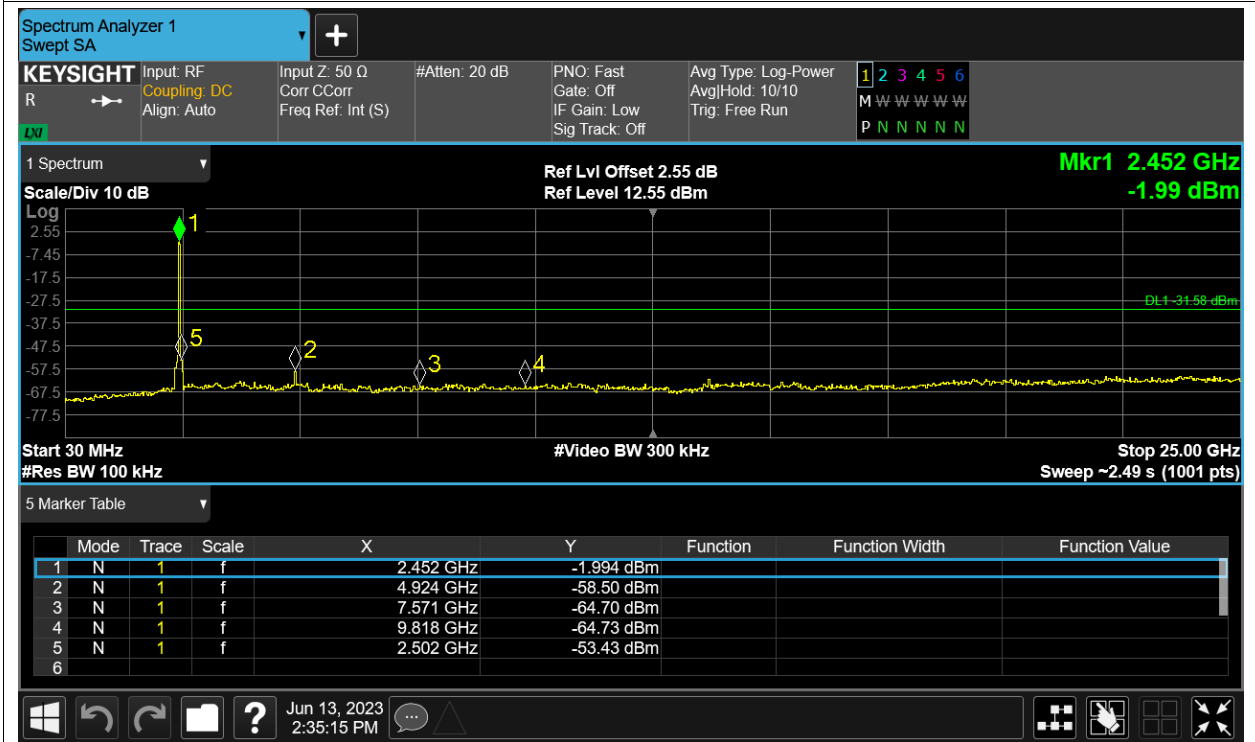 Spectrum Analyzer 1
Swept SA
+
KEYSIGHT Input: RF Input Z: 50 Ω #Atten: 20 dB PNO: Fast Avg Type: Log-Power 1 2 3 4 5 6
R Coupling: DC Corr CCorr Gate: Off Avg|Hold: 10/10 M W W W W W
Align: Auto Freq Ref: Int (S) IF Gain: Low Trig: Free Run
LXI Sig Track: Off P N N N N N
1 Spectrum Ref Lvl Offset 2.55 dB Mkr1 2.452 GHz
Scale/Div 10 dB Ref Level 12.55 dBm -1.99 dBm
Log
1
2.55
-7.45
-17.5
-27.5 DL1 -31.58 dBm
-37.5
-47.5 5 2
-57.5 3 4
-67.5
-77.5
Start 30 MHz #Video BW 300 kHz Stop 25.00 GHz
#Res BW 100 kHz Sweep ~2.49 s (1001 pts)
5 Marker Table
Mode Trace Scale X Y Function Function Width Function Value
1 N 1 f 2.452 GHz -1.994 dBm
2 N 1 f 4.924 GHz -58.50 dBm
3 N 1 f 7.571 GHz -64.70 dBm
4 N 1 f 9.818 GHz -64.73 dBm
5 N 1 f 2.502 GHz -53.43 dBm
6
? Jun 13, 2023
2:35:15 PM